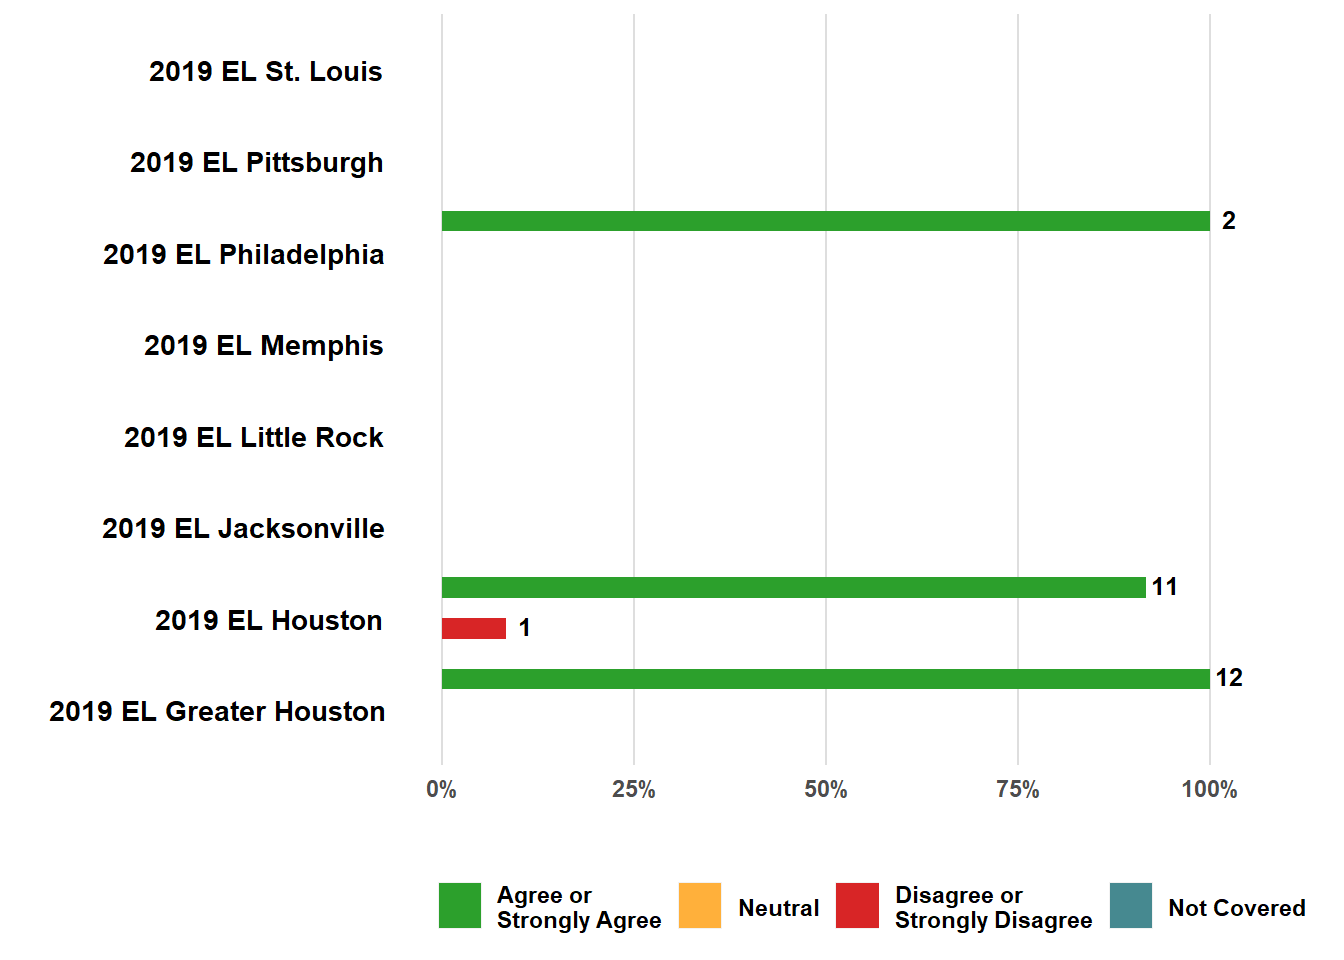 2019 EL St. Louis
2019 EL Pittsburgh
2
2019 EL Philadelphia
2019 EL Memphis
2019 EL Little Rock
2019 EL Jacksonville
11
2019 EL Houston
1
12
2019 EL Greater Houston
0% 25% 50% 75% 100%
Agree or
Strongly Agree
Neutral
Disagree or
Strongly Disagree
Not Covered